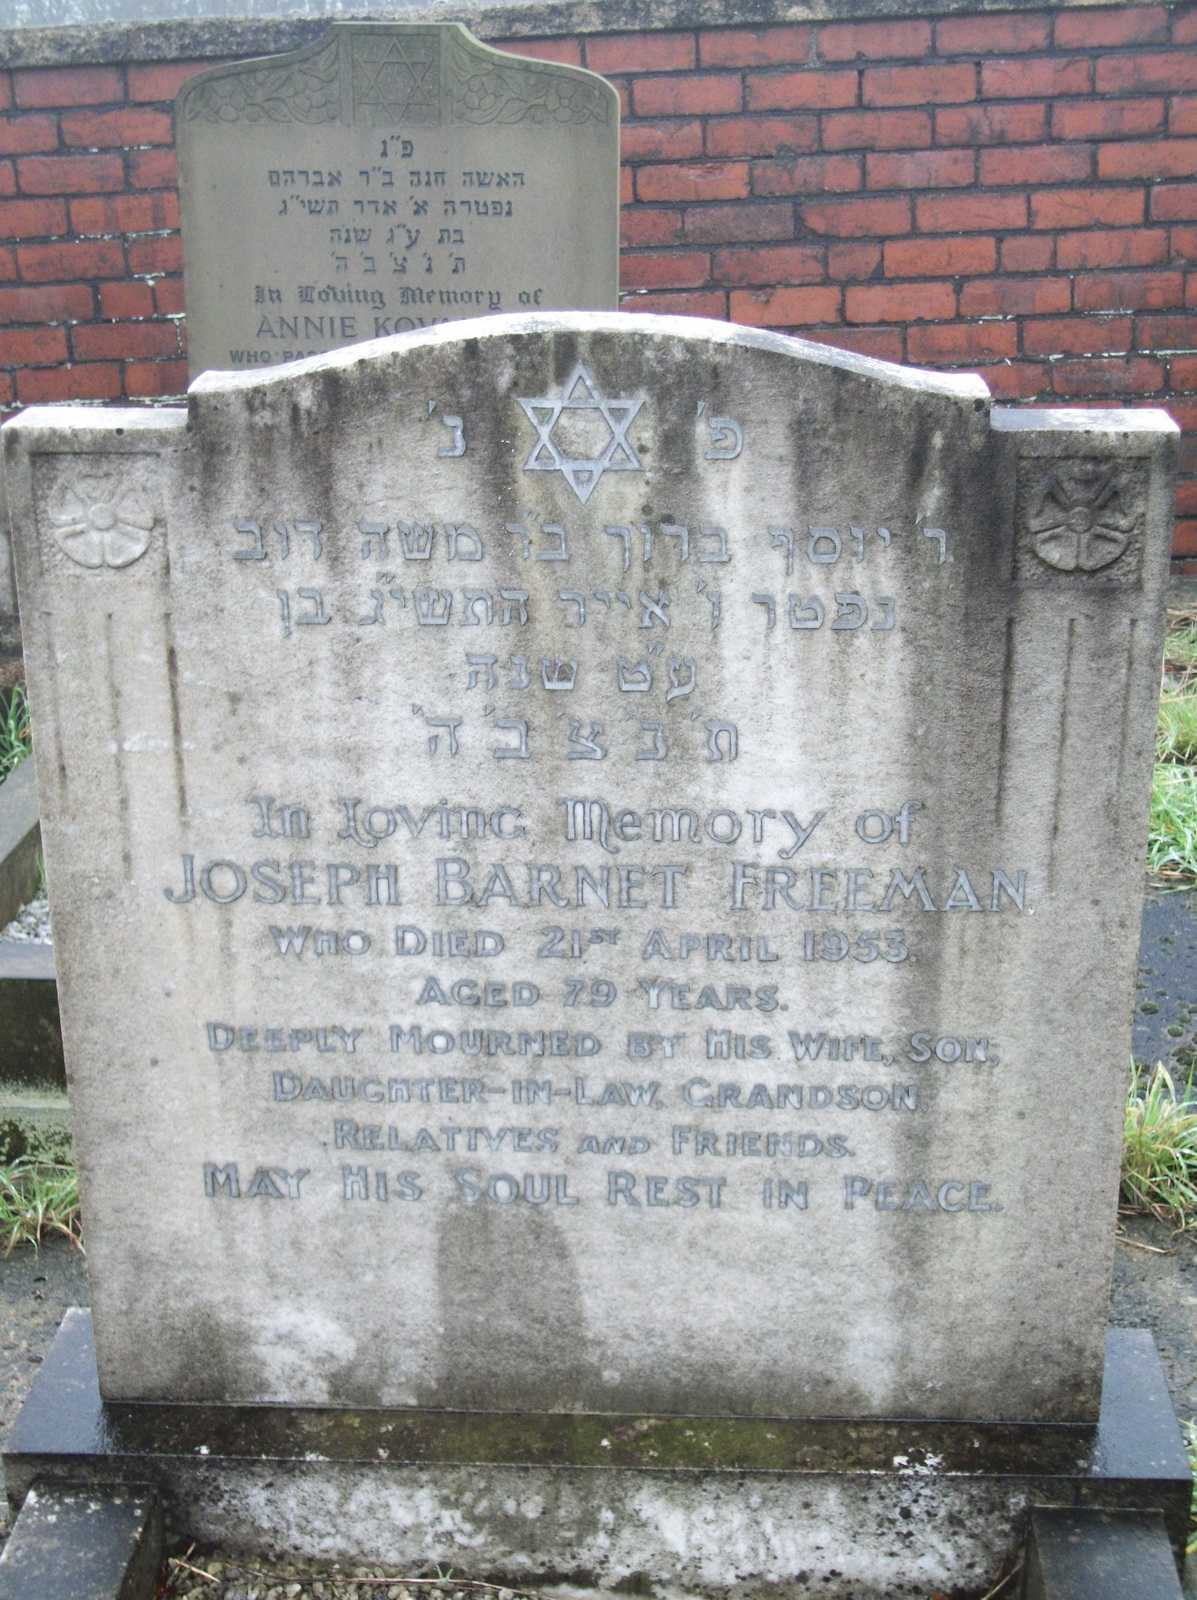 פ"נ
האשה חנה ב"ר אברהם
נפטרה א' אדר תשי"ג
בת ע"ג שנה
ת' נ' צ' ב' ה'
In Loving Memory of
ANNIE
WHO
פ' נ'
ר' יוסף ברוך ב"ר משה דוב
נפטר ו' אייר התשי"ג בן
ע"ט שנה
ת' נ' צ' ב' ה'
In Loving Memory of
JOSEPH BARNET FREEMAN
WHO DIED 21ST APRIL 1953.
AGED 79 YEARS.
DEEPLY MOURNED BY HIS WIFE, SON,
DAUGHTER-IN-LAW, GRANDSON,
RELATIVES AND FRIENDS.
MAY HIS SOUL REST IN PEACE.